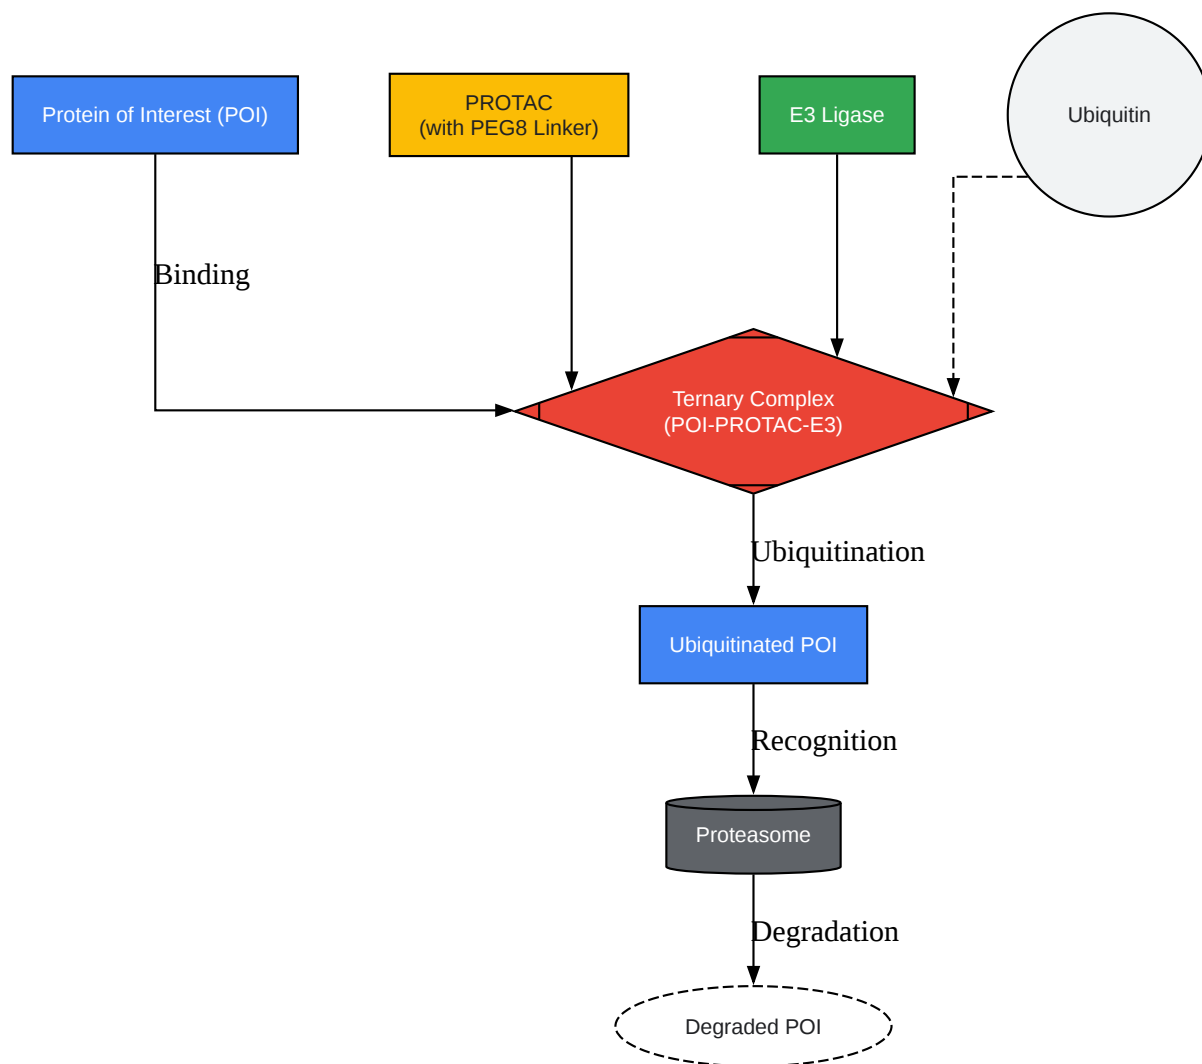 Protein of Interest (POI)
PROTAC
(with PEG8 Linker)
E3 Ligase
Ubiquitin
Binding
Ternary Complex
(POI-PROTAC-E3)
Ubiquitination
Ubiquitinated POI
Recognition
Proteasome
Degradation
Degraded POI